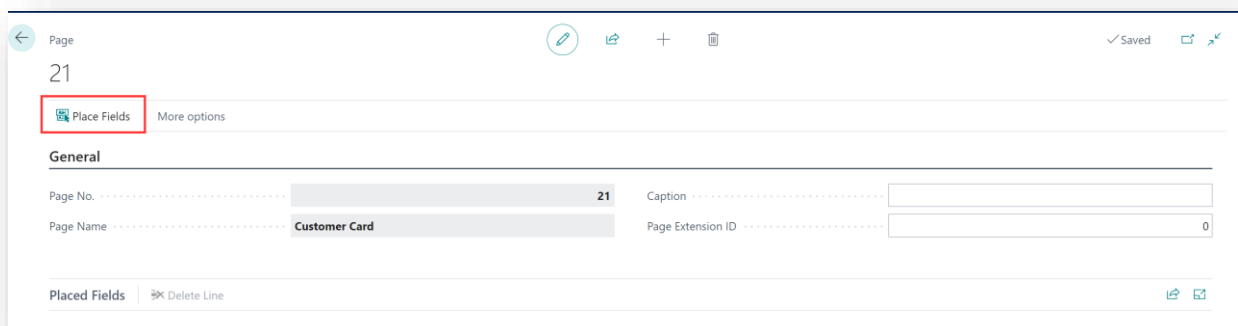 Page
Saved
21
Place Fields More options
General
Page No. 21 Caption
Page Name Customer Card Page Extension ID 0
Placed Fields Delete Line